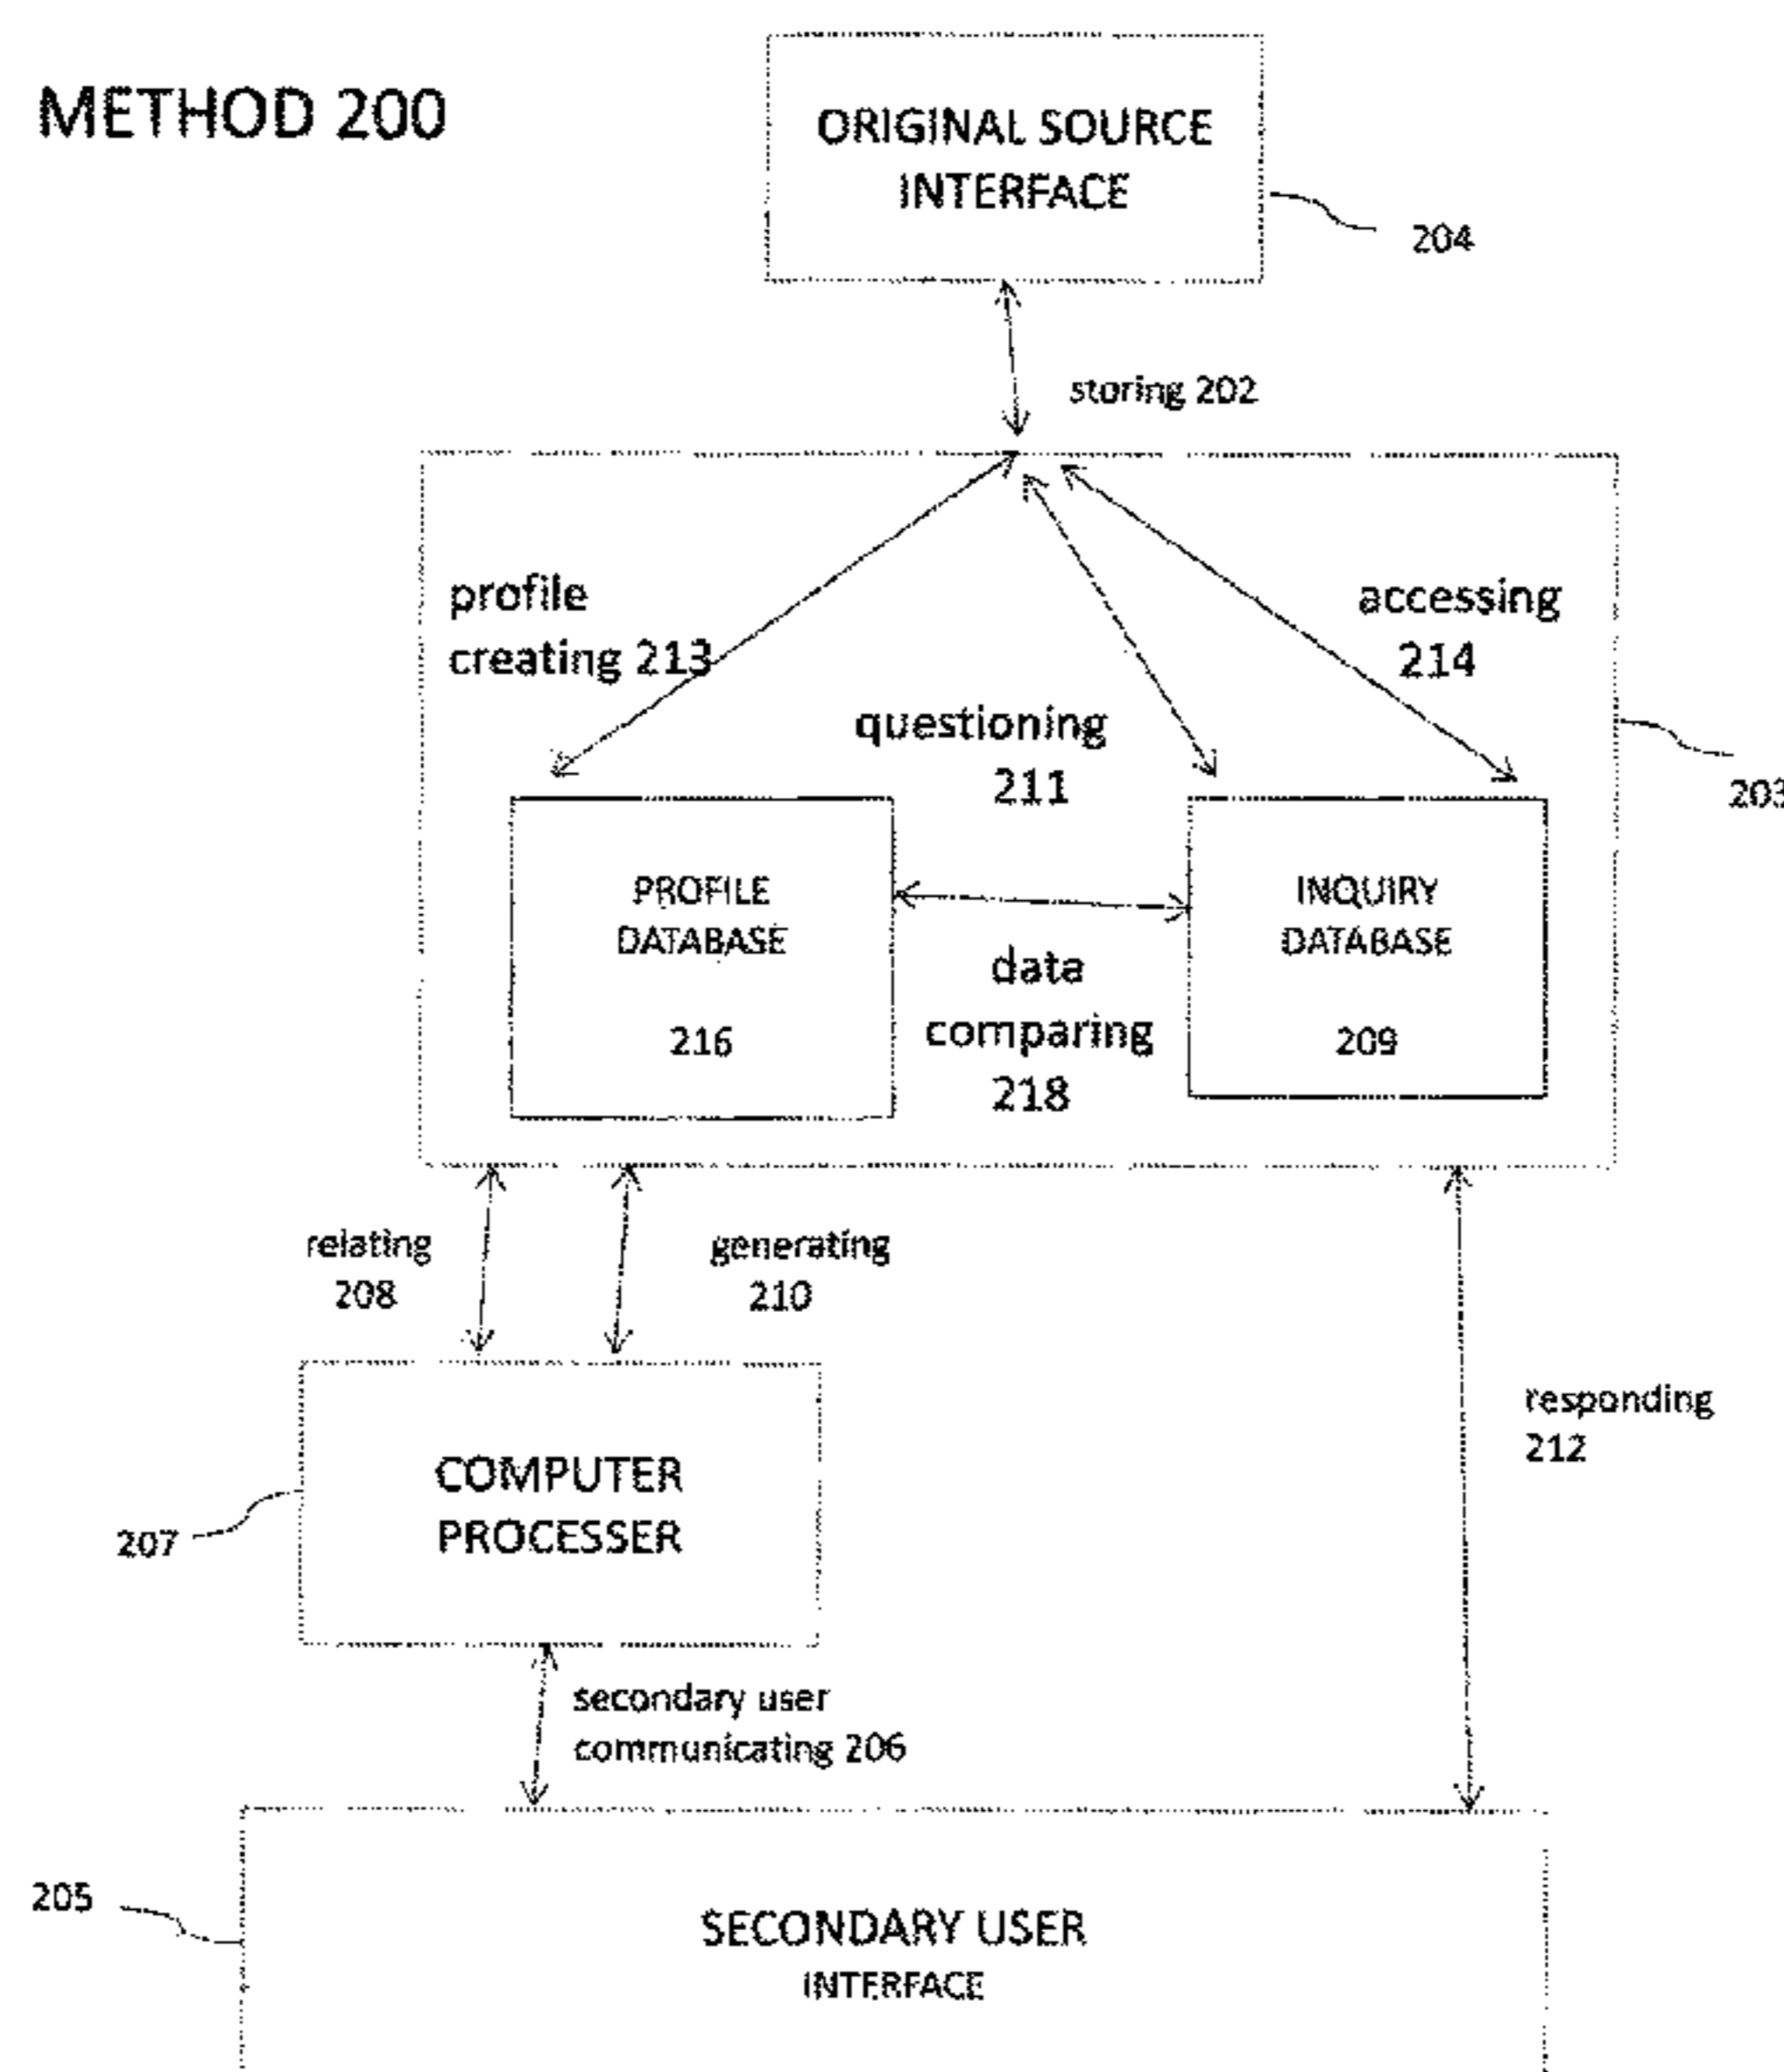 METHOD 200
ORIGINAL SOURCE
INTERFACE
204
storing 202
profile
creating 213
accessing
214
questioning
211
203
PROFILE
DATABASE
216
INQUIRY
DATABASE
209
data
comparing
218
relating
208
generating
210
responding
212
COMPUTER
PROCESSER
207
secondary user
communicating 206
205
SECONDARY USER
INTERFACE